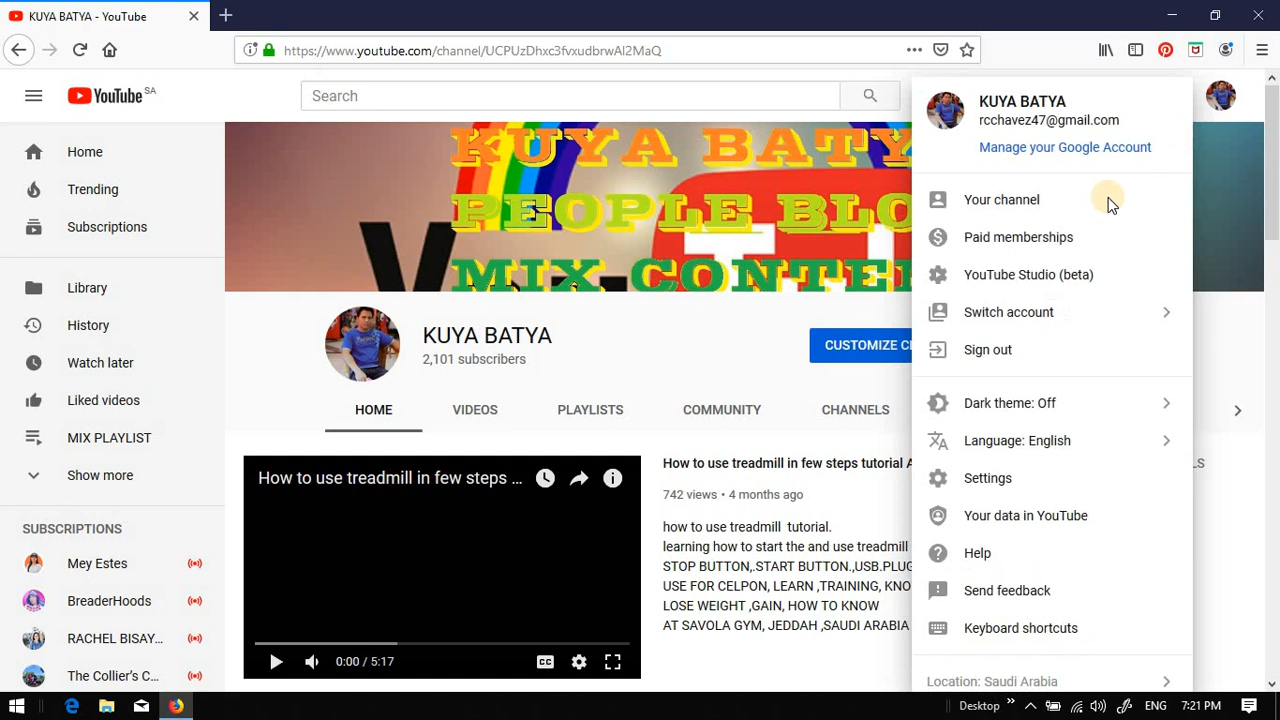 KUYA BATYA - YouTube
https://www.youtube.com/channel/UCPUzDhxc3fvxudbrwAI2MaQ
YouTube SA
Search
Home
Trending
Subscriptions
Library
History
Watch later
Liked videos
MIX PLAYLIST
Show more
SUBSCRIPTIONS
Mey Estes
BreaderHoods
RACHEL BISAY...
The Collier's C...
KUYA BATY
PEOPLE BLO
MIX CONTEN
KUYA BATYA
2,101 subscribers
CUSTOMIZE C
HOME
VIDEOS
PLAYLISTS
COMMUNITY
CHANNELS
How to use treadmill in few steps ...
0:00 / 5:17
CC
How to use treadmill in few steps tutorial A
742 views • 4 months ago
how to use treadmill tutorial.
learning how to start the and use treadmill
STOP BUTTON,.START BUTTON.,USB.PLUG
USE FOR CELPON, LEARN ,TRAINING, KNO
LOSE WEIGHT ,GAIN, HOW TO KNOW
AT SAVOLA GYM, JEDDAH ,SAUDI ARABIA
KUYA BATYA
rcchavez47@gmail.com
Manage your Google Account
Your channel
Paid memberships
YouTube Studio (beta)
Switch account
Sign out
Dark theme: Off
Language: English
Settings
Your data in YouTube
Help
Send feedback
Keyboard shortcuts
Location: Saudi Arabia
LS
Desktop
ENG
7:21 PM